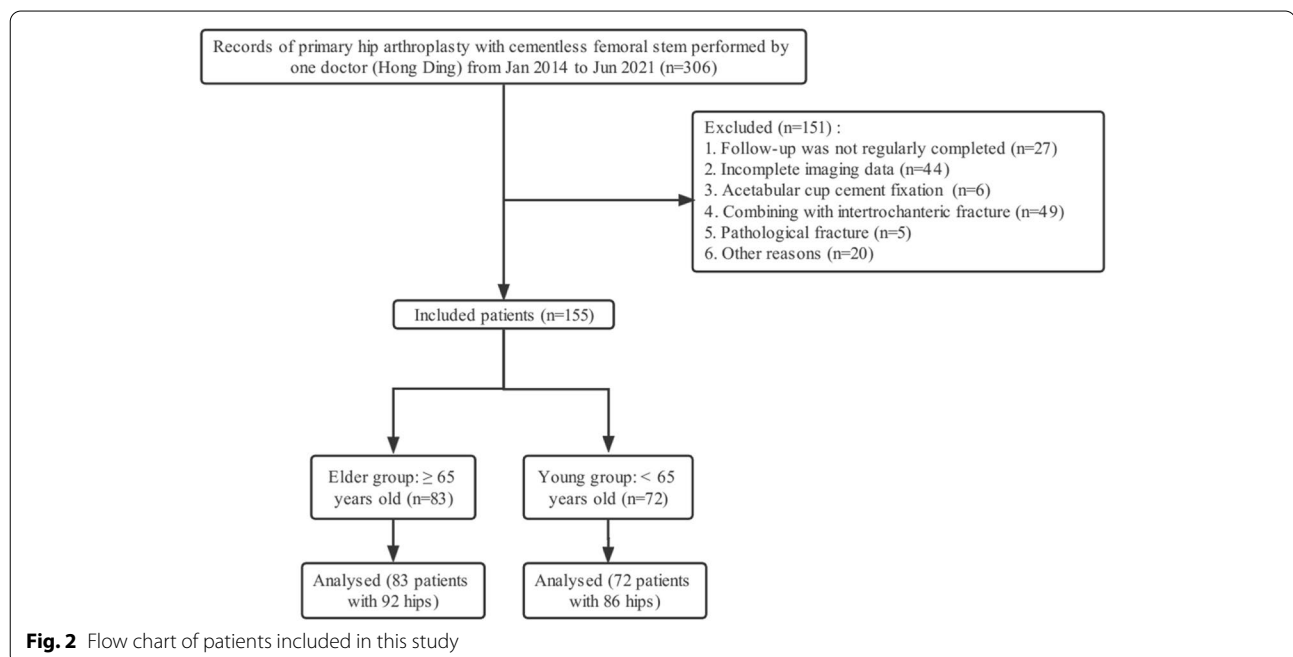 Records of primary hip arthroplasty with cementless femoral stem performed by
one doctor (Hong Ding) from Jan 2014 to Jun 2021 (n=306)
Excluded (n=151) :
1. Follow-up was not regularly completed (n=27)
2. Incomplete imaging data (n=44)
3. Acetabular cup cement fixation (n=6)
4. Combining with intertrochanteric fracture (n=49)
5. Pathological fracture (n=5)
6. Other reasons (n=20)
Included patients (n=155)
Elder group: ≥ 65
years old (n=83)
Young group: < 65
years old (n=72)
Analysed (83 patients
with 92 hips)
Analysed (72 patients
with 86 hips)
Fig. 2 Flow chart of patients included in this study